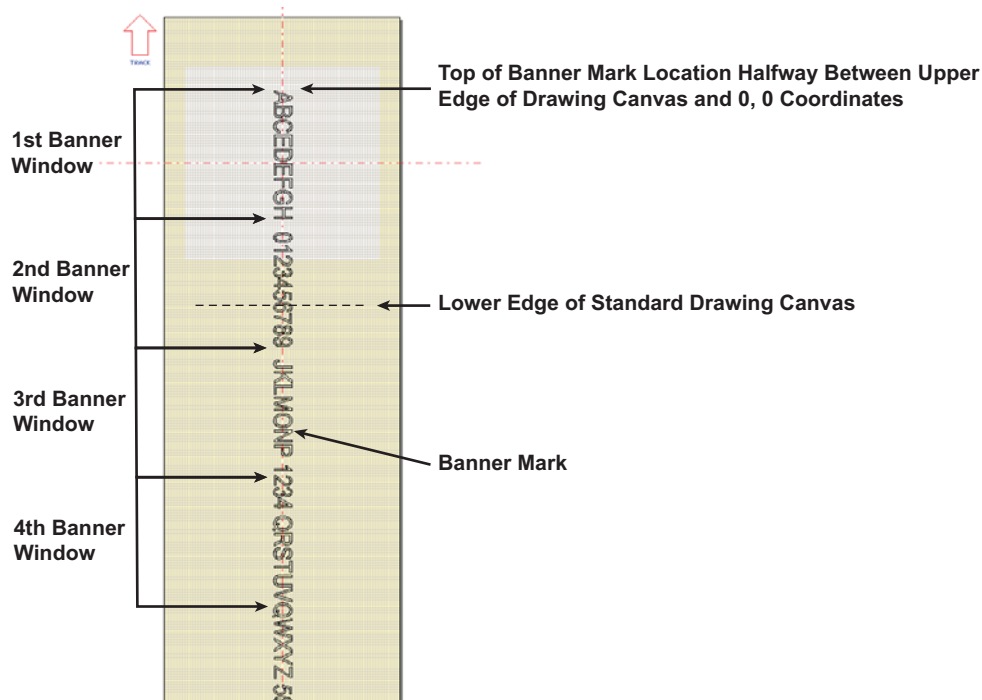 TRACK
Top of Banner Mark Location Halfway Between Upper
Edge of Drawing Canvas and 0, 0 Coordinates
1st Banner
Window
2nd Banner
Window
Lower Edge of Standard Drawing Canvas
3rd Banner
Window
Banner Mark
4th Banner
Window
ABCEDEFGH 0123456789 JKLMONP 1234 QRSTUVQWXYZ